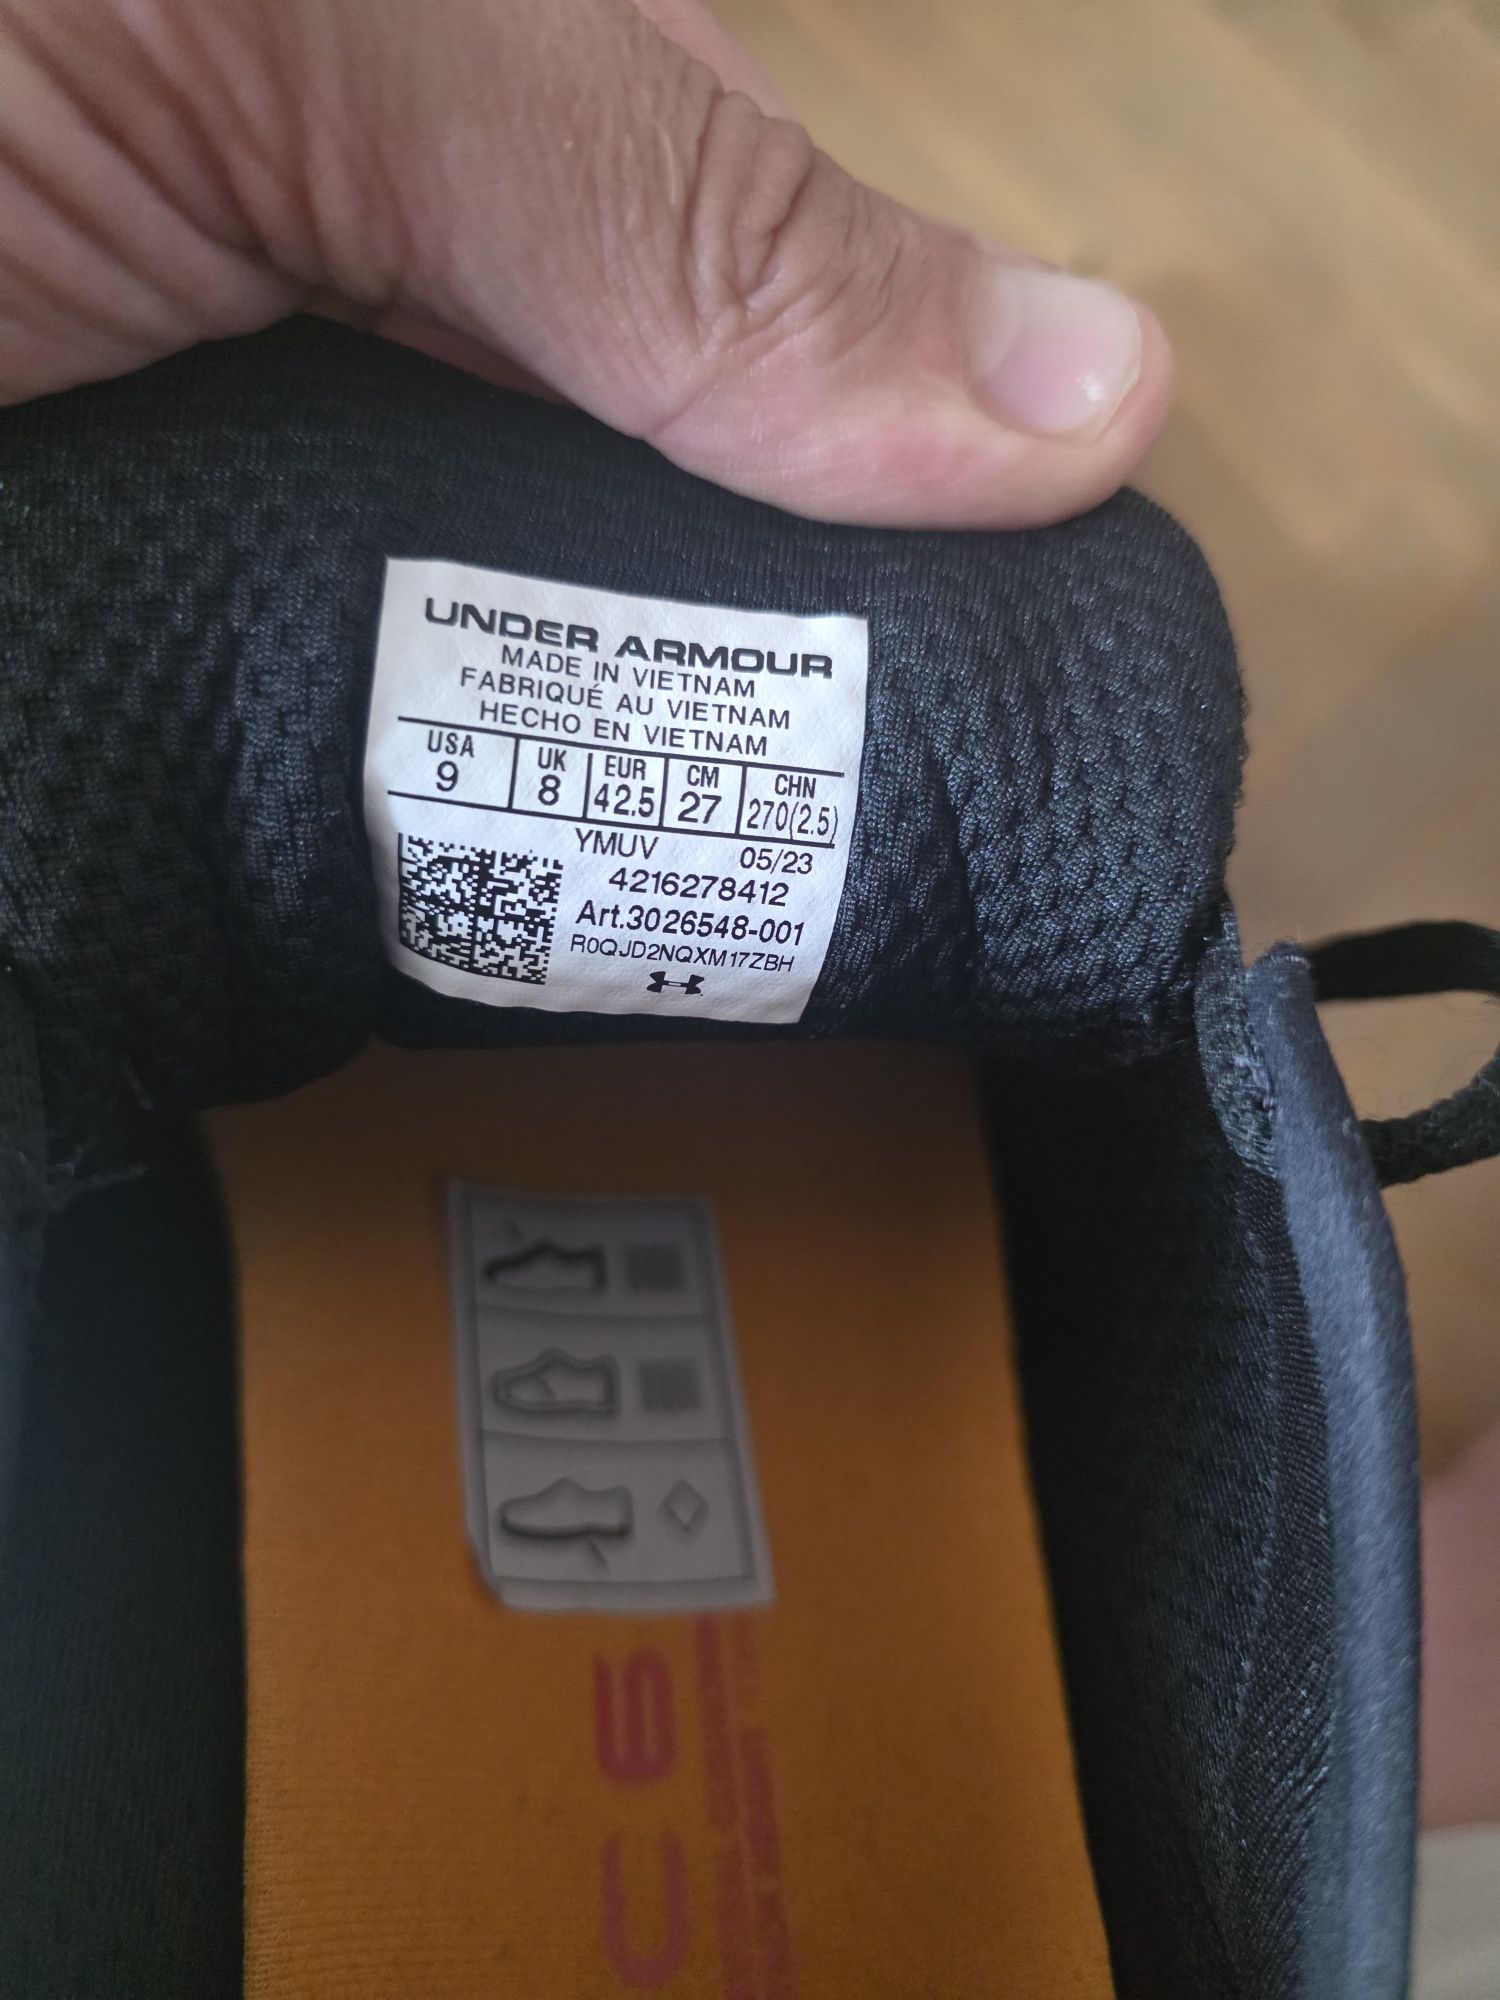 UNDER ARMOUR
MADE IN VIETNAM
FABRIQUÉ AU VIETNAM
HECHO EN VIETNAM
USA UK EUR CM CHN
9 8 42.5 27 270(2.5)
YMUV 05/23
4216278412
Art.3026548-001
R0QJD2NQXM17ZBH